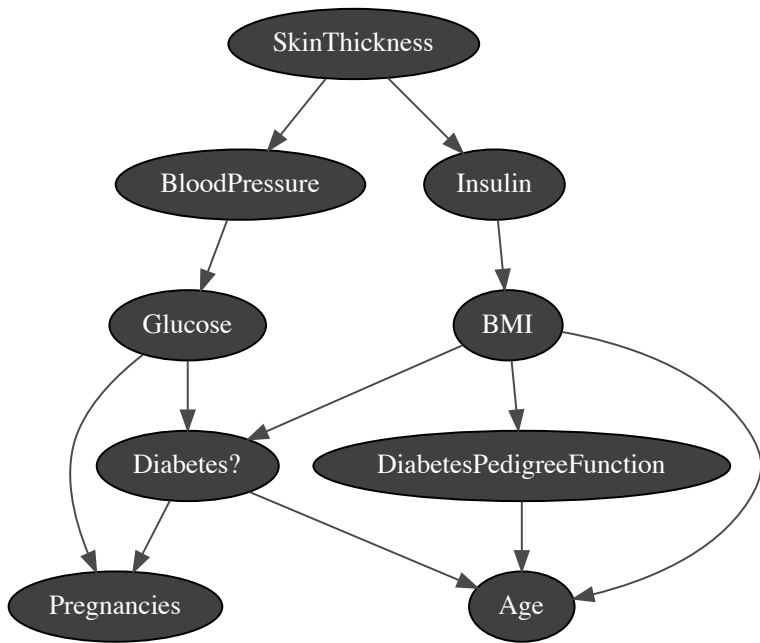 SkinThickness
BloodPressure
Insulin
Glucose
BMI
Diabetes?
DiabetesPedigreeFunction
Pregnancies
Age